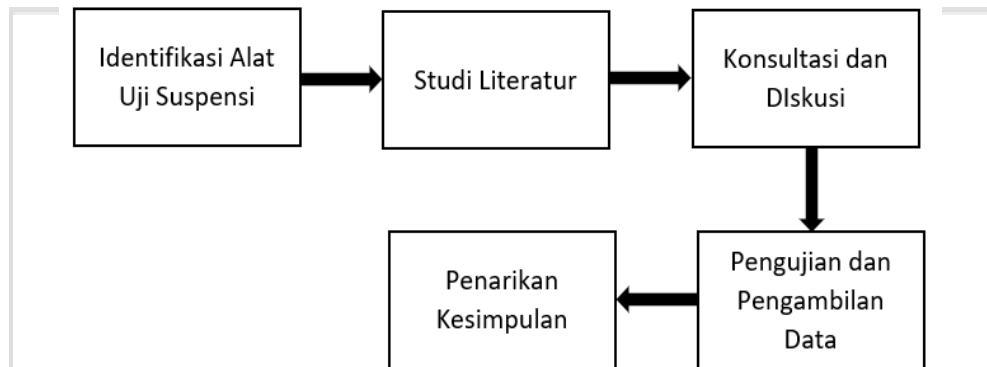 Identifikasi Alat
Uji Suspensi
Studi Literatur
Konsultasi dan
DIskusi
Pengujian dan
Pengambilan
Data
Penarikan
Kesimpulan